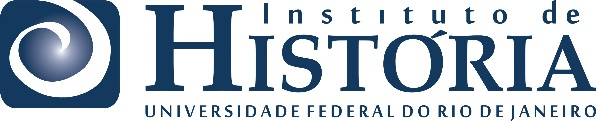 Instituto de
HISTÓRIA
UNIVERSIDADE FEDERAL DO RIO DE JANEIRO